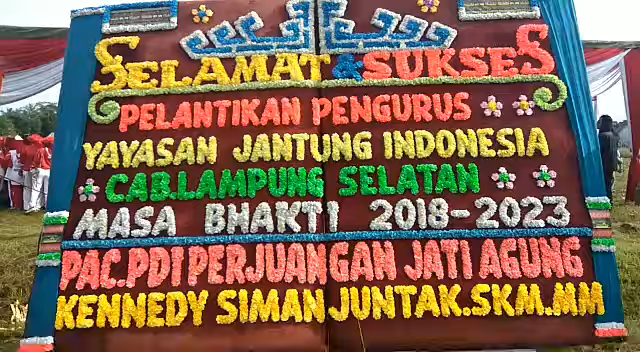 SELAMAT & SUKSES
PELANTIKAN PENGURUS
YAYASAN JANTUNG INDONESIA
CAB.LAMPUNG SELATAN
MASA BHAKTI 2018-2023
PAC.PDI PERJUANGAN JATI AGUNG
KENNEDY SIMAN JUNTAK.SKM.MM